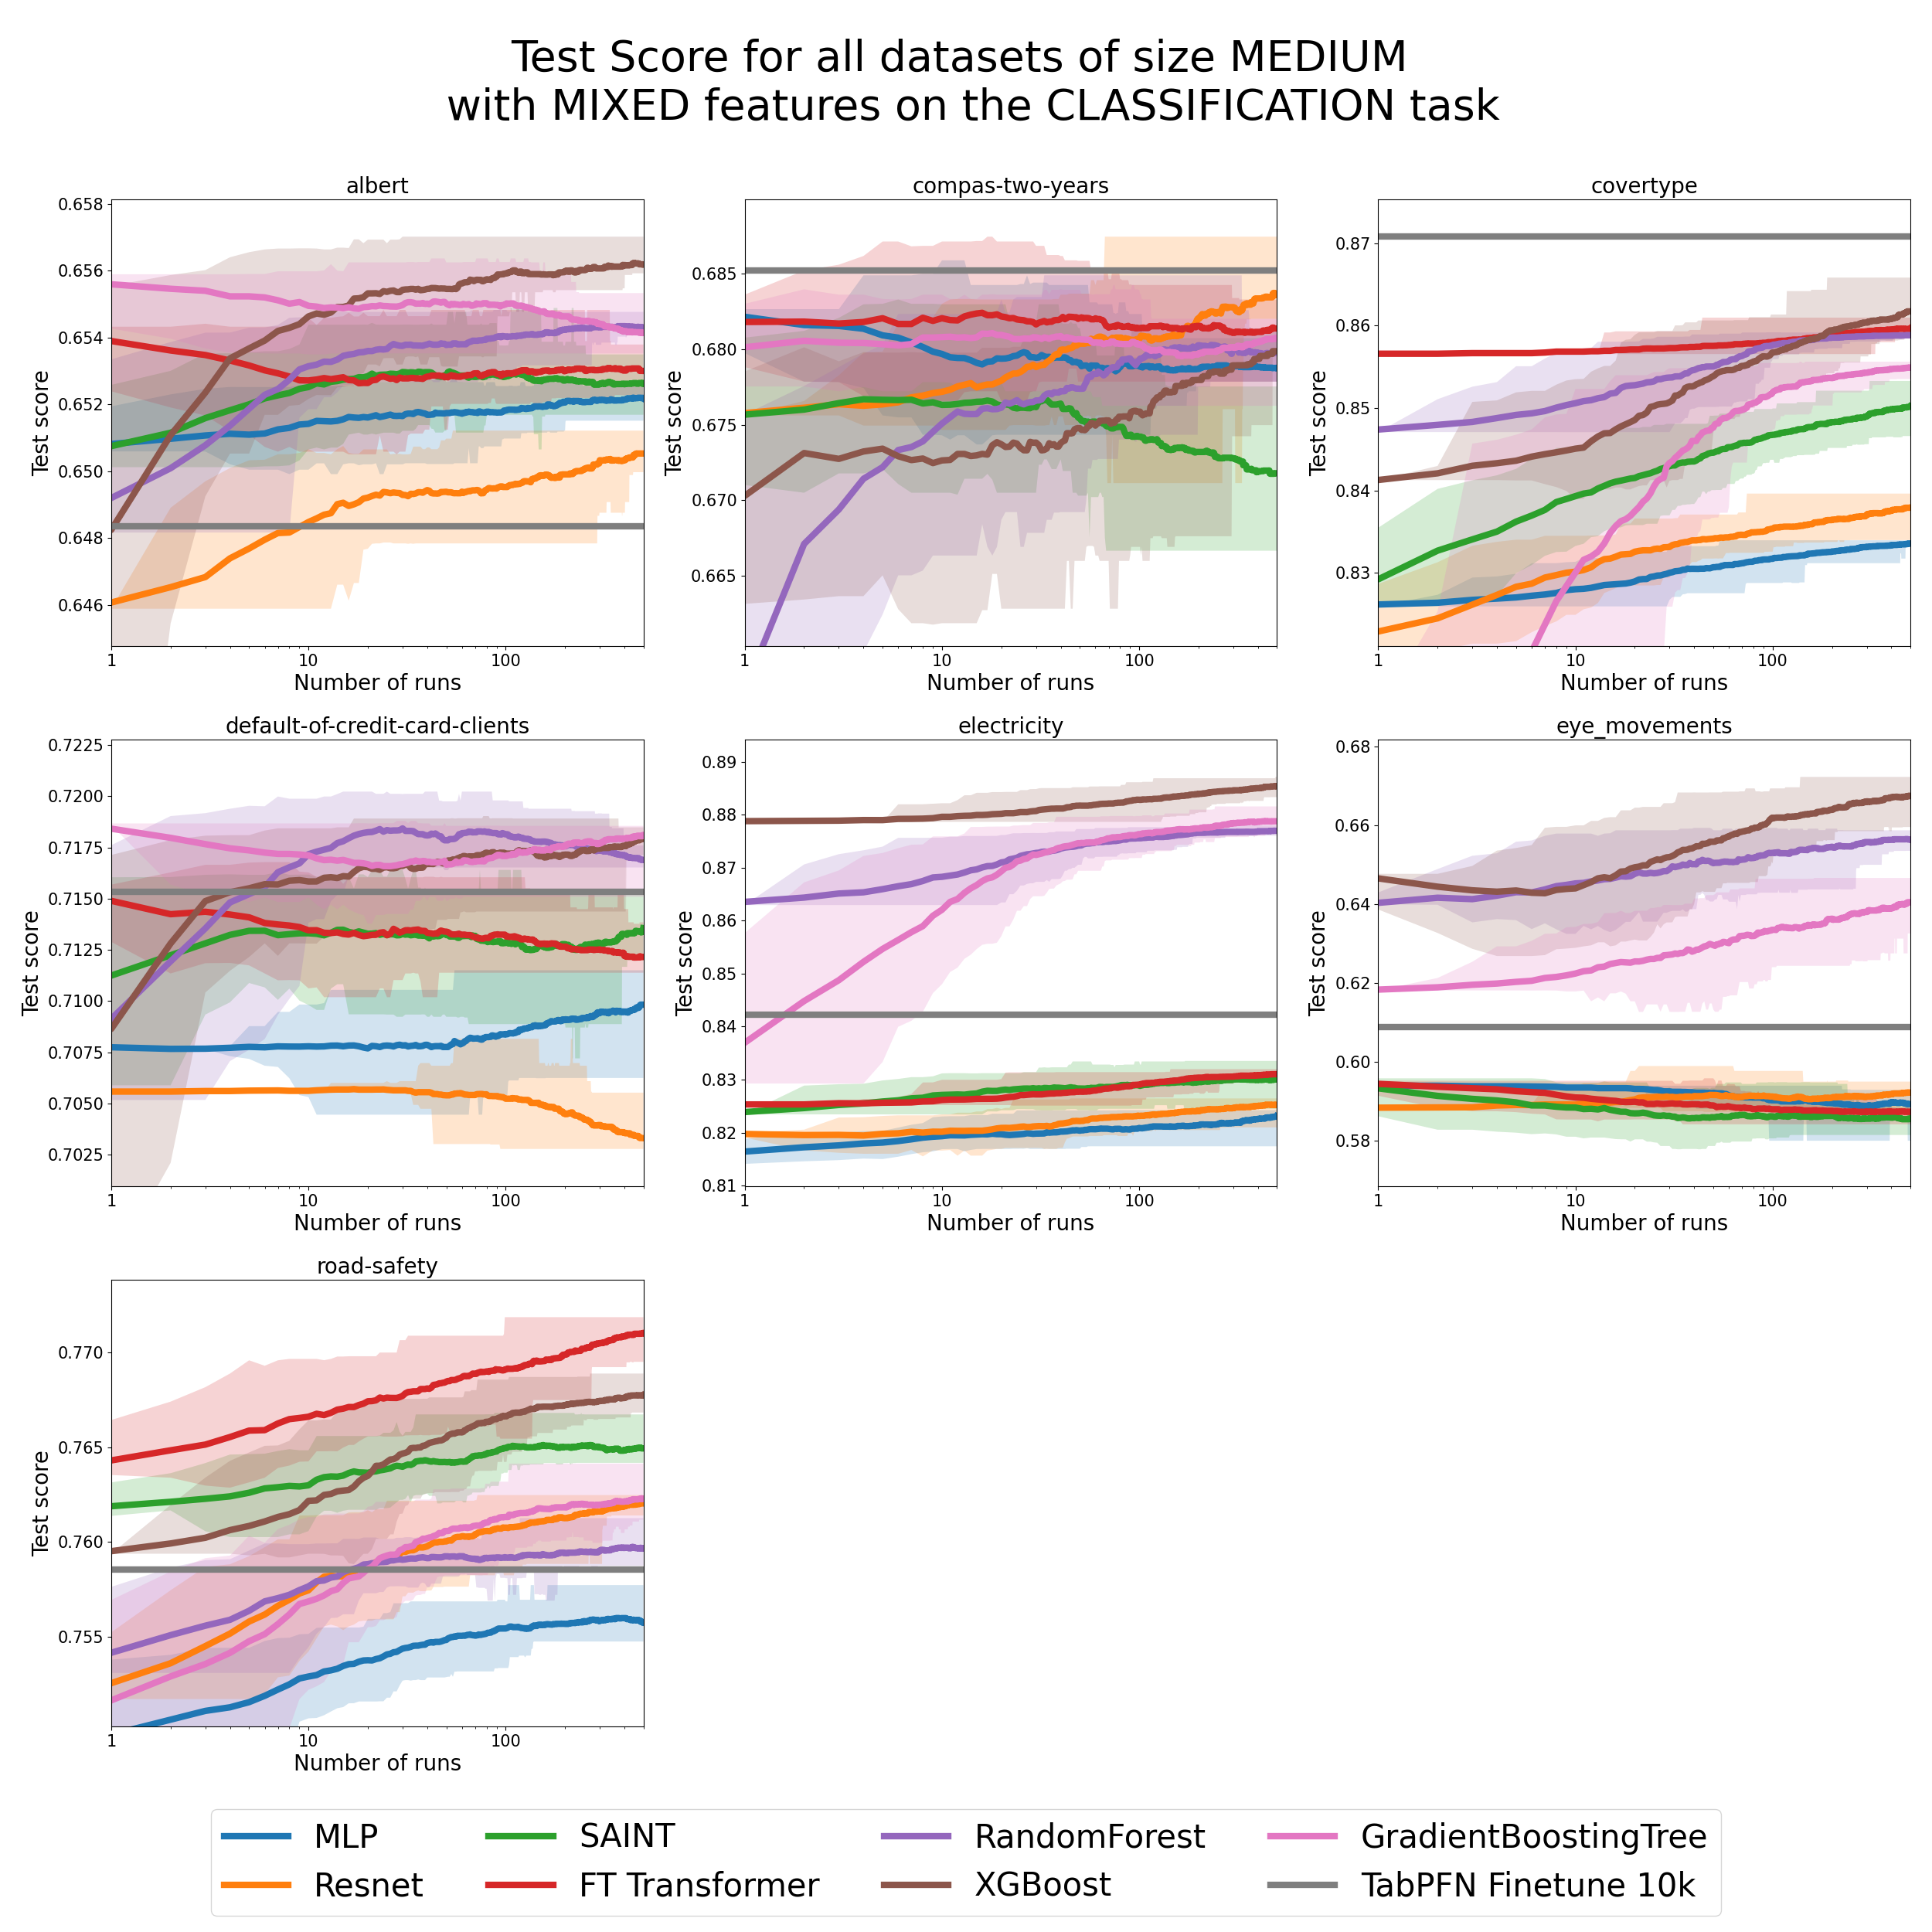 Test Score for all datasets of size MEDIUM
with MIXED features on the CLASSIFICATION task
albert
0.658
0.656
0.654
0.652
0.650
0.648
0.646
Test score
1 10 100
Number of runs
compas-two-years
0.685
0.680
0.675
0.670
0.665
Test score
1 10 100
Number of runs
covertype
0.87
0.86
0.85
0.84
0.83
Test score
1 10 100
Number of runs
default-of-credit-card-clients
0.7225
0.7200
0.7175
0.7150
0.7125
0.7100
0.7075
0.7050
0.7025
Test score
1 10 100
Number of runs
electricity
0.89
0.88
0.87
0.86
0.85
0.84
0.83
0.82
0.81
Test score
1 10 100
Number of runs
eye_movements
0.68
0.66
0.64
0.62
0.60
0.58
Test score
1 10 100
Number of runs
road-safety
0.770
0.765
0.760
0.755
Test score
1 10 100
Number of runs
MLP SAINT RandomForest GradientBoostingTree
Resnet FT Transformer XGBoost TabPFN Finetune 10k